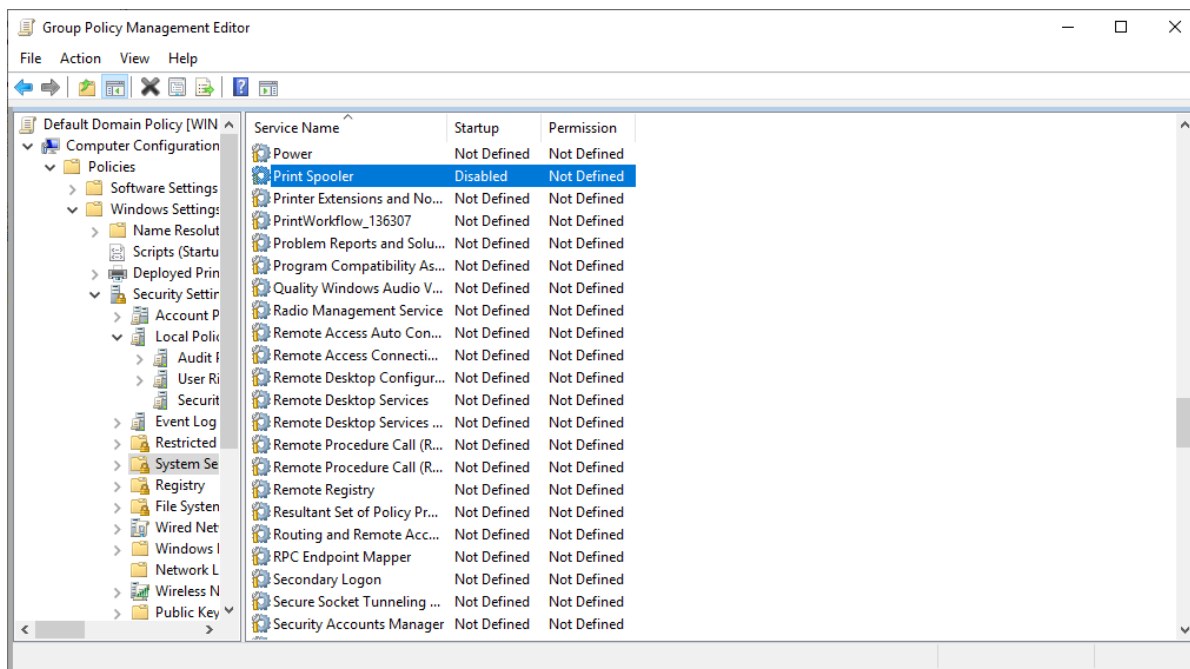 Group Policy Management Editor
File Action View Help
Default Domain Policy [WIN
Computer Configuration
Policies
Software Settings
Windows Settings
Name Resolut
Scripts (Startu
Deployed Prin
Security Settin
Account P
Local Polic
Audit P
User Ri
Securit
Event Log
Restricted
System Se
Registry
File System
Wired Net
Windows
Network L
Wireless N
Public Key
Service Name Startup Permission
Power Not Defined Not Defined
Print Spooler Disabled Not Defined
Printer Extensions and No... Not Defined Not Defined
PrintWorkflow_136307 Not Defined Not Defined
Problem Reports and Solu... Not Defined Not Defined
Program Compatibility As... Not Defined Not Defined
Quality Windows Audio V... Not Defined Not Defined
Radio Management Service Not Defined Not Defined
Remote Access Auto Con... Not Defined Not Defined
Remote Access Connecti... Not Defined Not Defined
Remote Desktop Configur... Not Defined Not Defined
Remote Desktop Services Not Defined Not Defined
Remote Desktop Services ... Not Defined Not Defined
Remote Procedure Call (R... Not Defined Not Defined
Remote Procedure Call (R... Not Defined Not Defined
Remote Registry Not Defined Not Defined
Resultant Set of Policy Pr... Not Defined Not Defined
Routing and Remote Acc... Not Defined Not Defined
RPC Endpoint Mapper Not Defined Not Defined
Secondary Logon Not Defined Not Defined
Secure Socket Tunneling ... Not Defined Not Defined
Security Accounts Manager Not Defined Not Defined